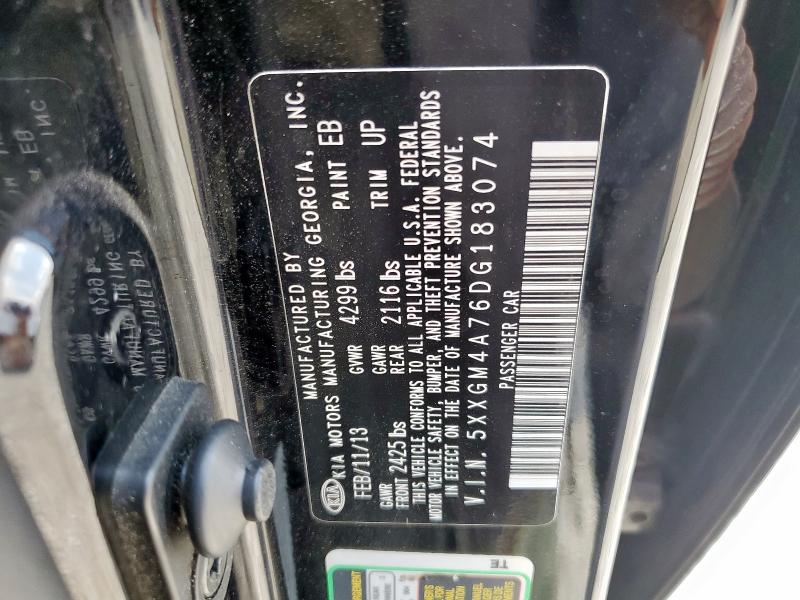 MANUFACTURED BY
KIA KIA MOTORS MANUFACTURING GEORGIA, INC.
FEB/11/13 GVWR 4299 lbs PAINT EB
GAWR FRONT 2425 lbs GAWR REAR 2116 lbs TRIM UP
THIS VEHICLE CONFORMS TO ALL APPLICABLE U.S.A. FEDERAL
MOTOR VEHICLE SAFETY, BUMPER, AND THEFT PREVENTION STANDARDS
IN EFFECT ON THE DATE OF MANUFACTURE SHOWN ABOVE.
V.I.N. 5XXGM4A76DG183074
PASSENGER CAR